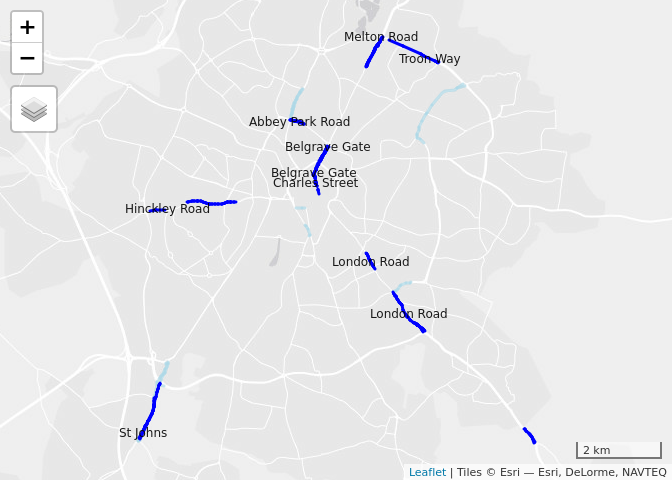 +
−
Melton Road
Troon Way
Abbey Park Road
Belgrave Gate
Belgrave Gate
Charles Street
Hinckley Road
London Road
London Road
St Johns
2 km
Leaflet | Tiles © Esri — Esri, DeLorme, NAVTEQ